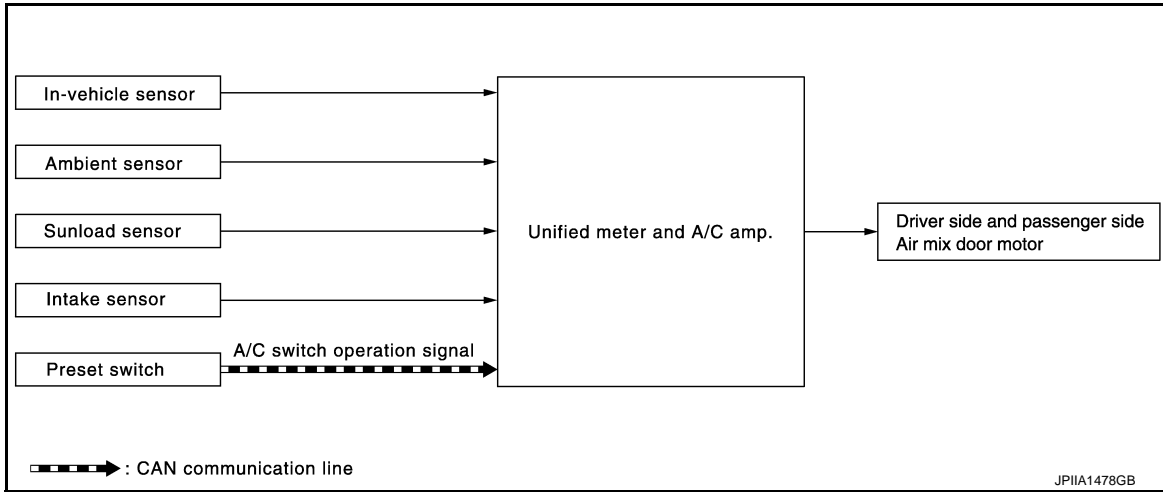 In-vehicle sensor
Ambient sensor
Sunload sensor
Intake sensor
Preset switch
A/C switch operation signal
Unified meter and A/C amp.
Driver side and passenger side
Air mix door motor
: CAN communication line
JPIIA1478GB